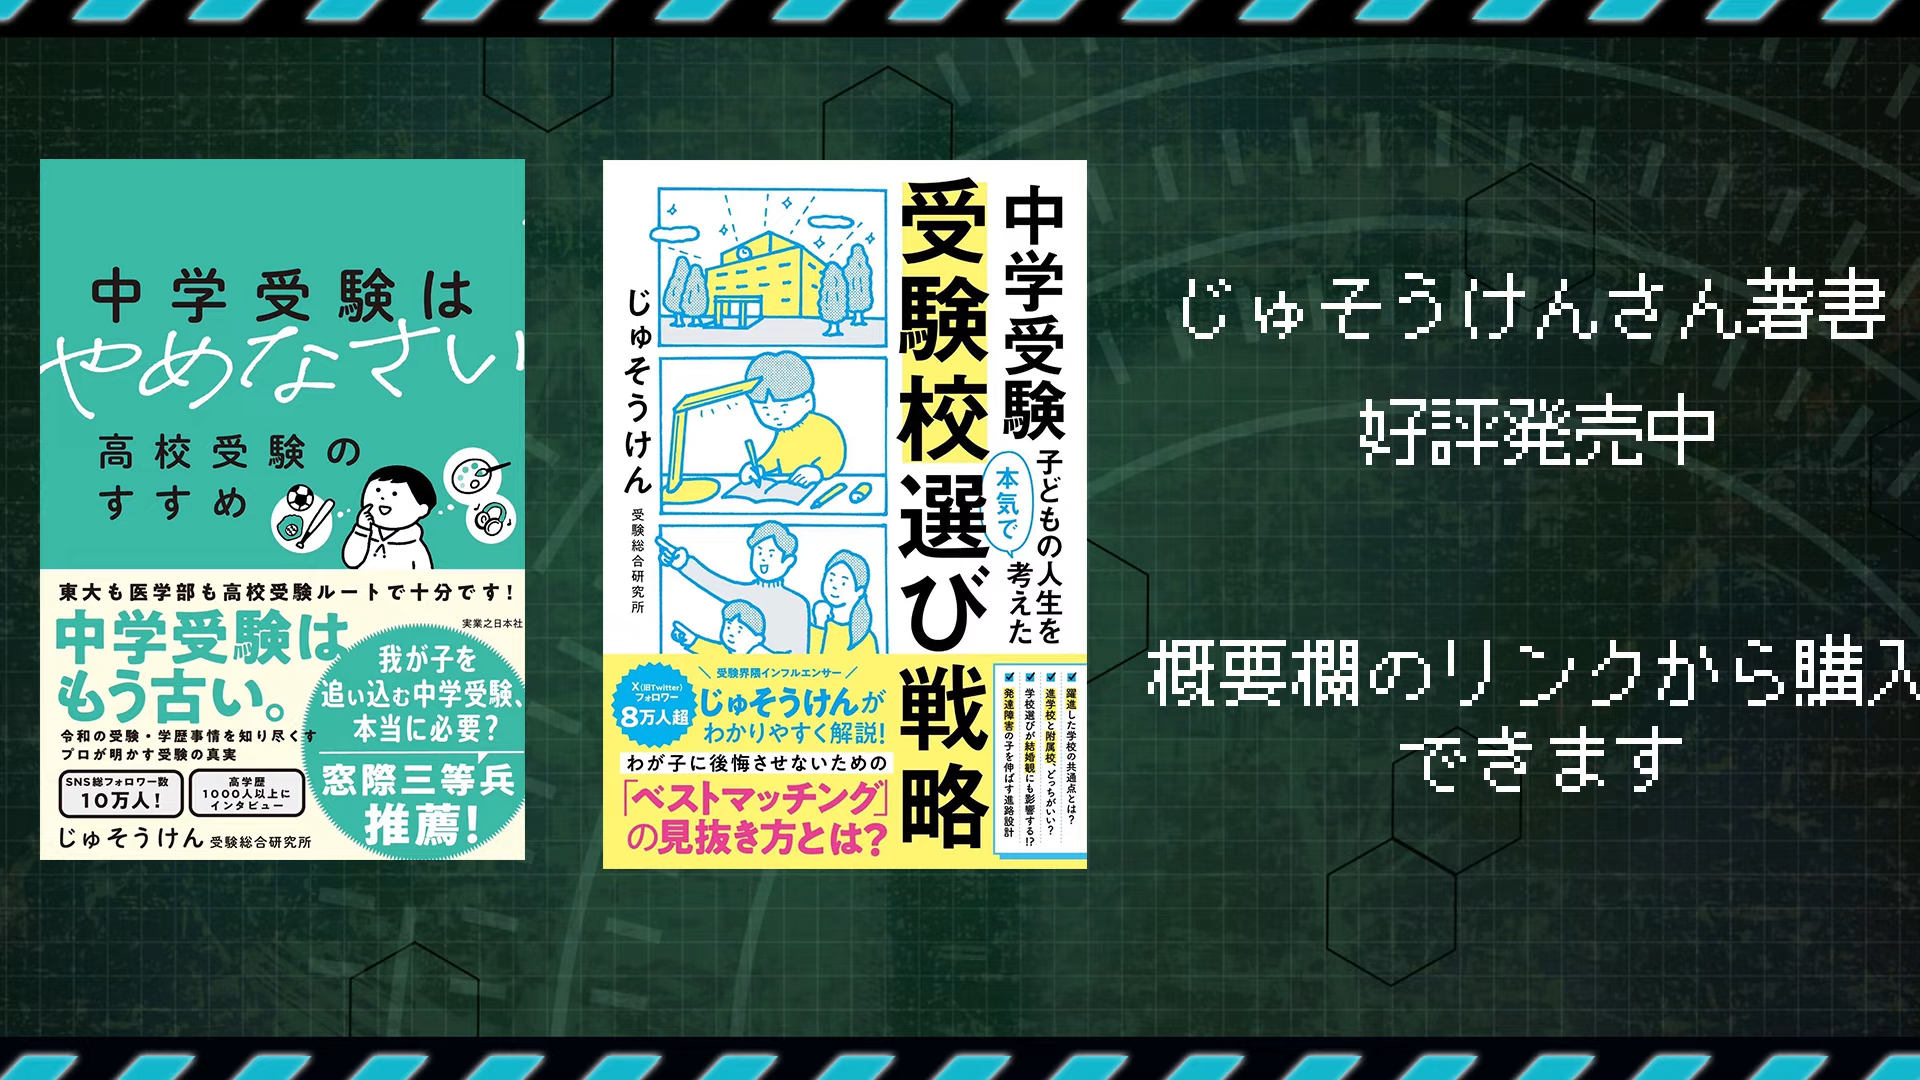 中学受験は
やめなさい
高校受験の
すすめ
東大も医学部も高校受験ルートで十分です!
中学受験は
もう古い。
実業之日本社
令和の受験・学歴事情を知り尽くす
プロが明かす受験の真実
SNS総フォロワー数
10万人!
高学歴
1000人以上に
インタビュー
じゅそうけん 受験総合研究所
我が子を
追い込む中学受験、
本当に必要?
窓際三等兵
推薦!
中学受験
子どもの人生を
本気で
考えた
受験校選び戦略
じゅそうけん
受験総合研究所
X(旧Twitter)
フォロワー
8万人超
\ 受験界隈インフルエンサー /
じゅそうけんが
わかりやすく解説!
わが子に後悔させないための
「ベストマッチング」
の見抜き方とは?
躍進した学校の共通点とは?
進学校と附属校、どっちがいい?
学校選びが結婚観にも影響する!?
発達障害の子を伸ばす進路設計
じゅそうけんさん著書
好評発売中
概要欄のリンクから購入
できます